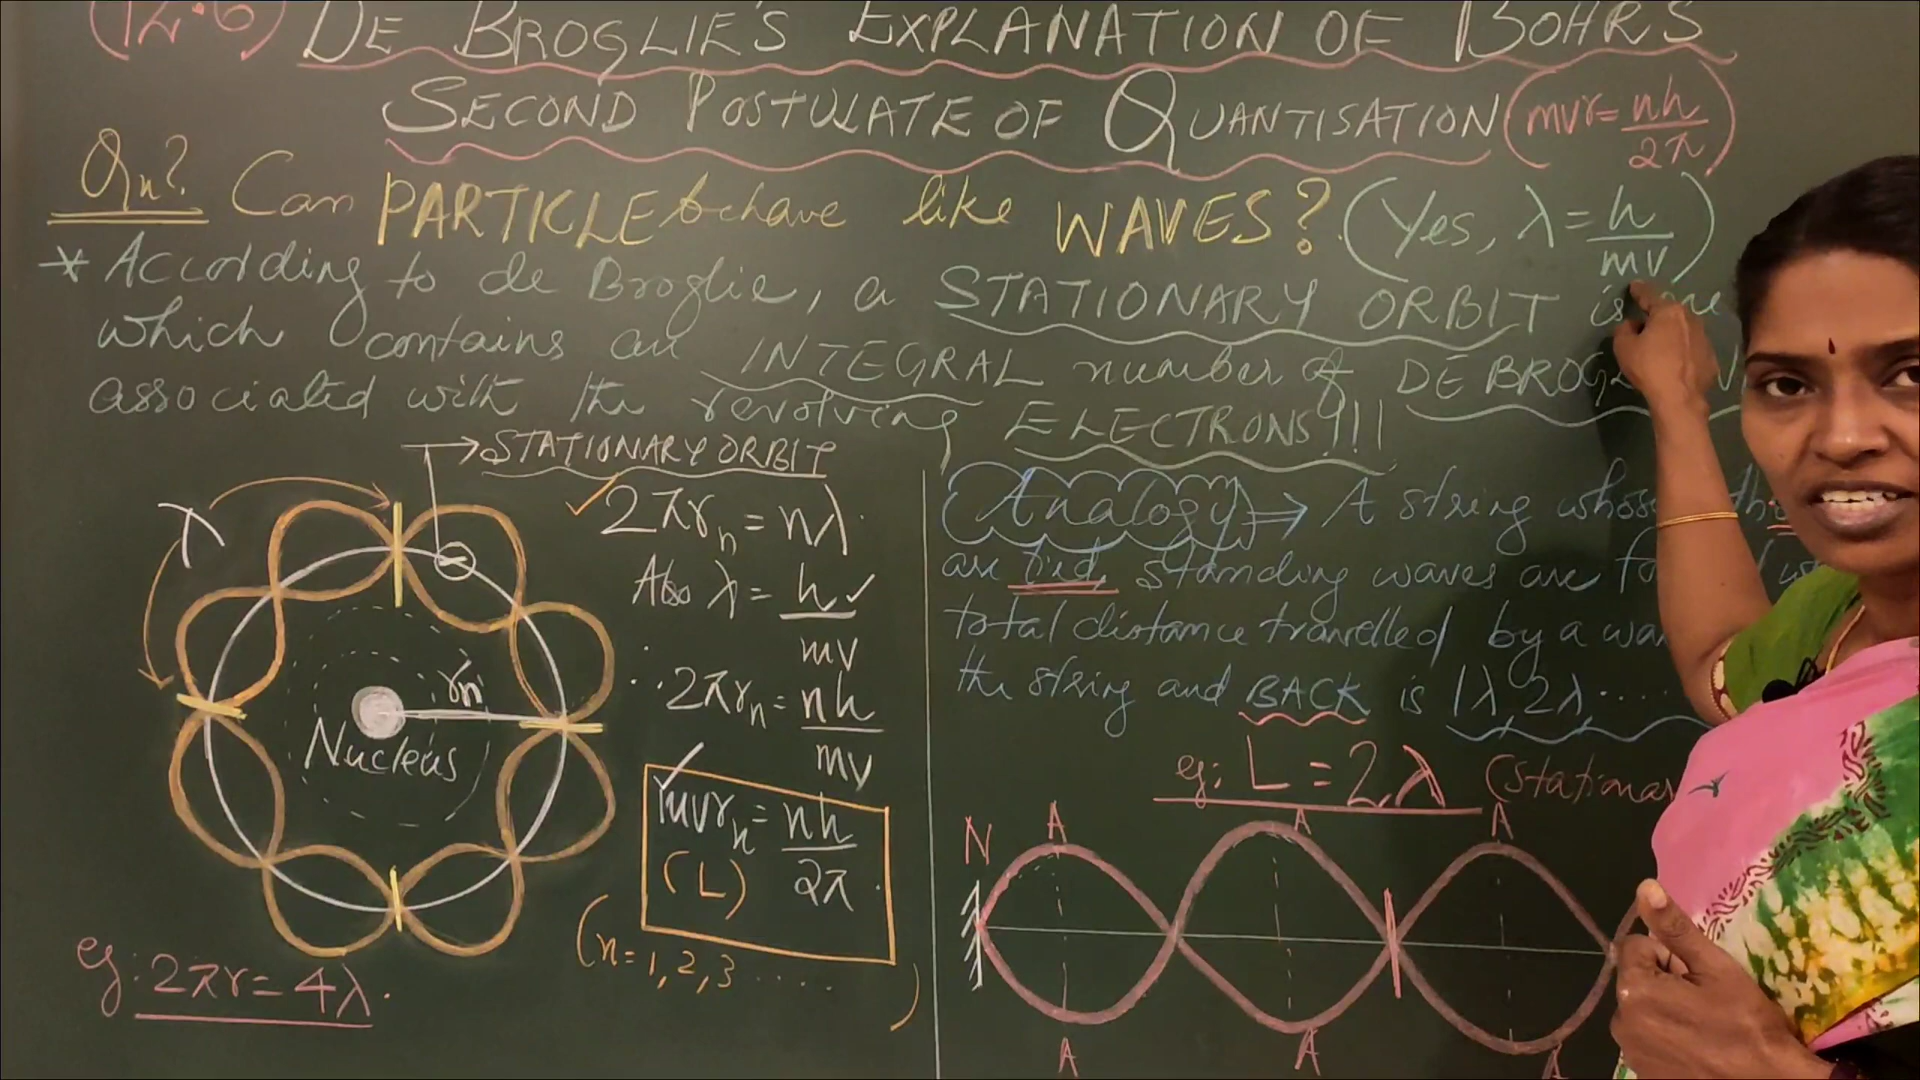 (12.6) DE BROGLIE'S EXPLANATION OF BOHR'S
SECOND POSTULATE OF QUANTISATION (mvr = nh/2π)
Qn? Can PARTICLE behave like WAVES? (Yes, λ = h/mv)
* According to de Broglie, a STATIONARY ORBIT is one
which contains an INTEGRAL number of DE BROGL
associated with the revolving ELECTRONS!!!
→ STATIONARY ORBIT
λ
−
rn
Nucleus
eg: 2πr = 4λ.
✓ 2πrn = nλ.
Also λ = h/mv ✓
∴ 2πrn = nh/mv
✓ mvrn = nh/2π.
(L)
(n = 1, 2, 3 ....)
Analogy → A string whose
are tied, standing waves are
total distance travelled by a
the string and BACK is 1λ, 2λ.....
eg: L = 2λ (Stationar
N A A A
A A A